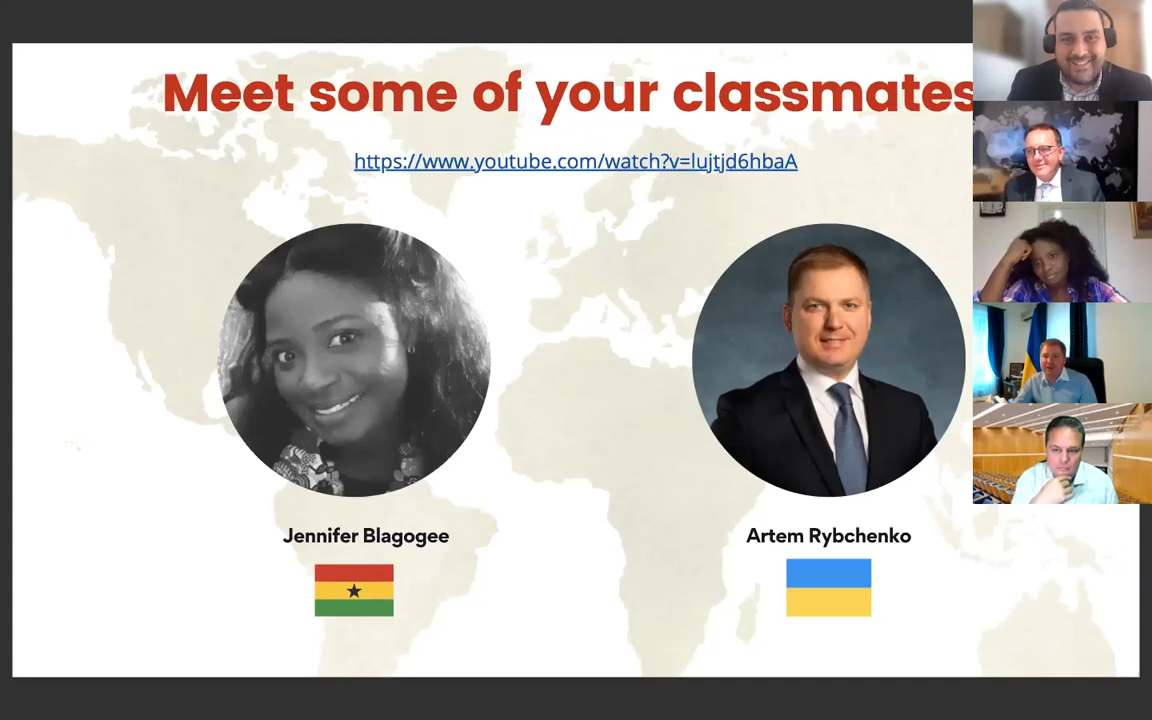 Meet some of your classmates
https://www.youtube.com/watch?v=lujtjd6hbaA
Jennifer Blagogee
Artem Rybchenko